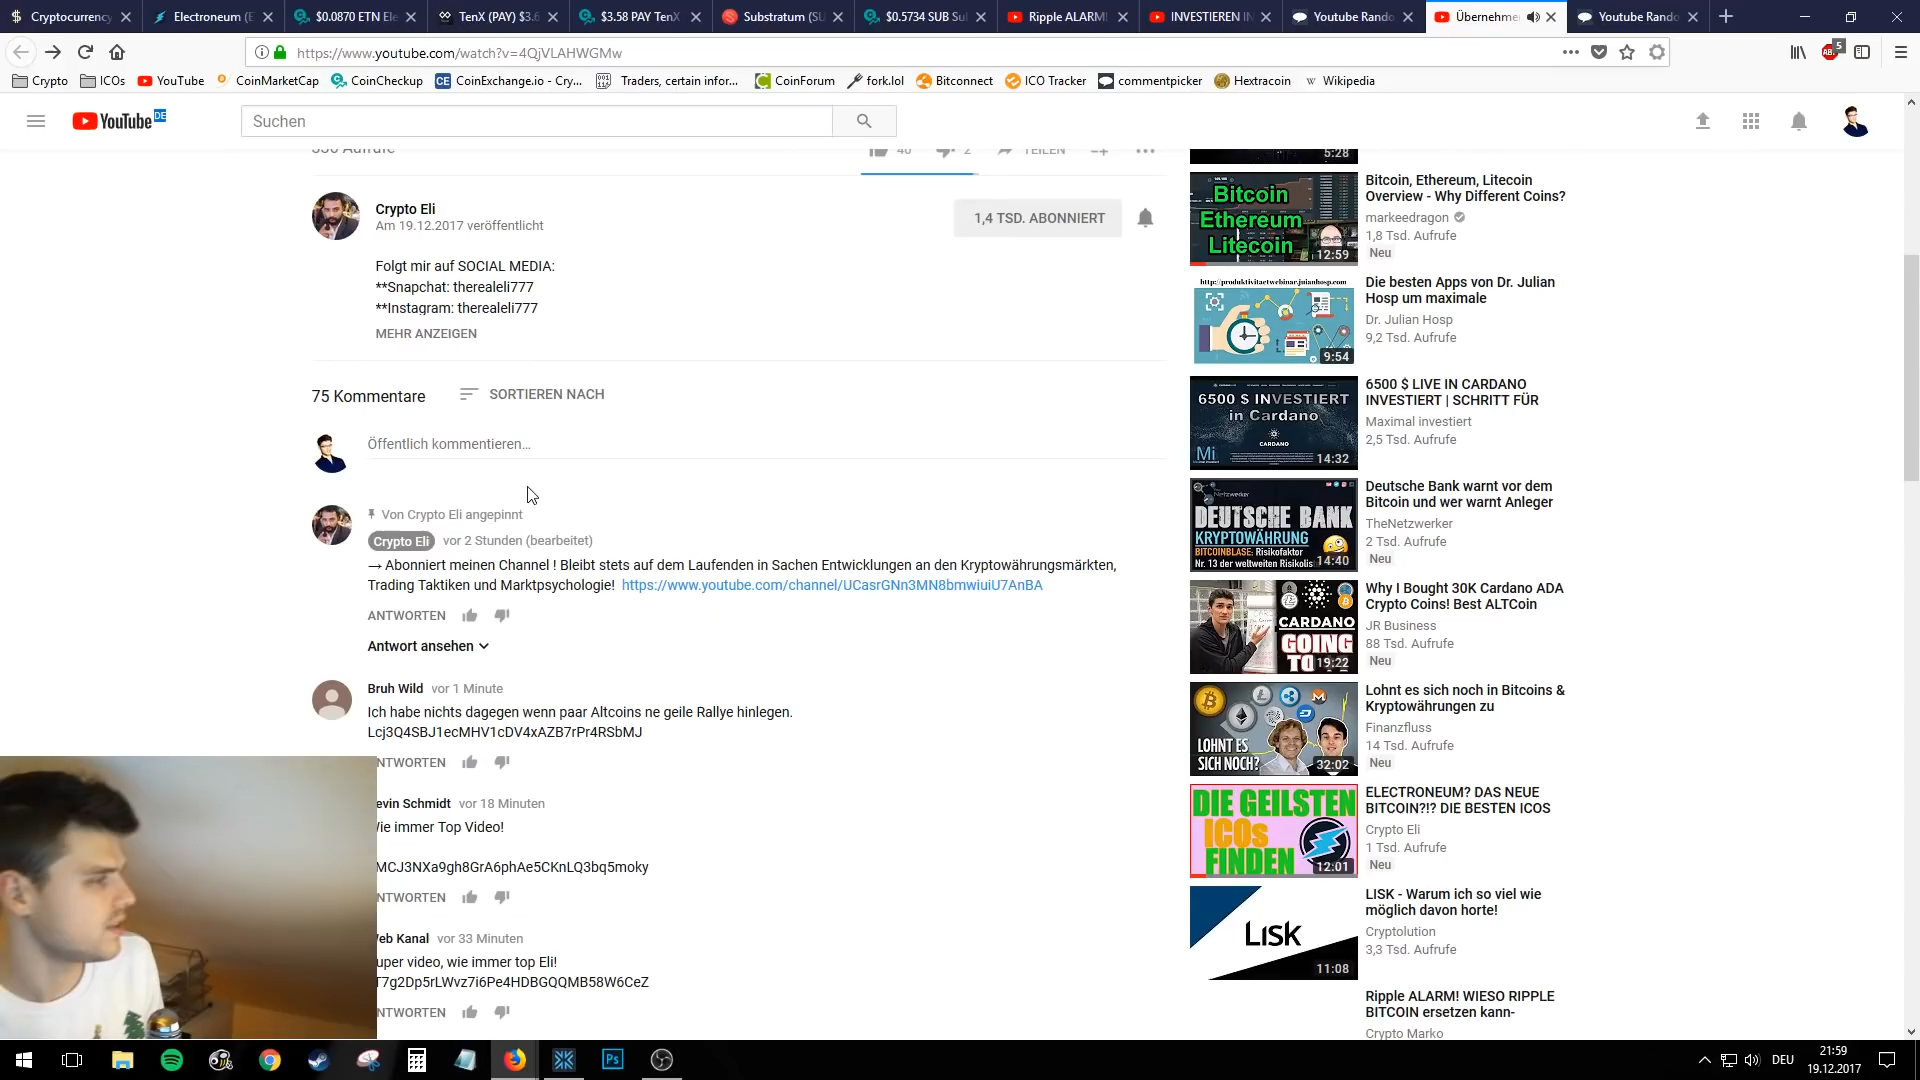 Cryptocurrency
Electroneum (E
$0.0870 ETN Ele
TenX (PAY) $3.6
$3.58 PAY TenX
Substratum (SU
$0.5734 SUB Su
Ripple ALARM!
INVESTIEREN IN
Youtube Rando
Übernehme
Youtube Rando
https://www.youtube.com/watch?v=4QjVLAHWGMw
5
Crypto
ICOs
YouTube
CoinMarketCap
CoinCheckup
CoinExchange.io - Cry...
Traders, certain infor...
CoinForum
fork.lol
Bitconnect
ICO Tracker
commentpicker
Hextracoin
Wikipedia
YouTube DE
Suchen
TEILEN
Crypto Eli
Am 19.12.2017 veröffentlicht
1,4 TSD. ABONNIERT
Folgt mir auf SOCIAL MEDIA:
**Snapchat: therealeli777
**Instagram: therealeli777
MEHR ANZEIGEN
75 Kommentare
SORTIEREN NACH
Öffentlich kommentieren...
Von Crypto Eli angepinnt
Crypto Eli vor 2 Stunden (bearbeitet)
→ Abonniert meinen Channel ! Bleibt stets auf dem Laufenden in Sachen Entwicklungen an den Kryptowährungsmärkten,
Trading Taktiken und Marktpsychologie! https://www.youtube.com/channel/UCasrGNn3MN8bmwiuiU7AnBA
ANTWORTEN
Antwort ansehen
Bruh Wild vor 1 Minute
Ich habe nichts dagegen wenn paar Altcoins ne geile Rallye hinlegen.
Lcj3Q4SBJ1ecMHV1cDV4xAZB7rPr4RSbMJ
NTWORTEN
evin Schmidt vor 18 Minuten
ie immer Top Video!
MCJ3NXa9gh8GrA6phAe5CKnLQ3bq5moky
NTWORTEN
eb Kanal vor 33 Minuten
uper video, wie immer top Eli!
T7g2Dp5rLWvz7i6Pe4HDBGQQMB58W6CeZ
NTWORTEN
5:28
Bitcoin
Ethereum
Litecoin
12:59
Bitcoin, Ethereum, Litecoin
Overview - Why Different Coins?
markeedragon
1,8 Tsd. Aufrufe
Neu
9:54
Die besten Apps von Dr. Julian
Hosp um maximale
Dr. Julian Hosp
9,2 Tsd. Aufrufe
6500 $ INVESTIERT
in Cardano
CARDANO
Mi
14:32
6500 $ LIVE IN CARDANO
INVESTIERT | SCHRITT FÜR
Maximal investiert
2,5 Tsd. Aufrufe
DEUTSCHE BANK
KRYPTOWÄHRUNG
BITCOINBLASE: Risikofaktor
Nr. 13 der weltweiten Risikolis
14:40
Deutsche Bank warnt vor dem
Bitcoin und wer warnt Anleger
TheNetzwerker
2 Tsd. Aufrufe
Neu
CARDANO
GOING
TO
19:22
Why I Bought 30K Cardano ADA
Crypto Coins! Best ALTCoin
JR Business
88 Tsd. Aufrufe
Neu
LOHNT ES
SICH NOCH?
32:02
Lohnt es sich noch in Bitcoins &
Kryptowährungen zu
Finanzfluss
14 Tsd. Aufrufe
Neu
DIE GEILSTEN
ICOs
FINDEN
12:01
ELECTRONEUM? DAS NEUE
BITCOIN?!? DIE BESTEN ICOS
Crypto Eli
1 Tsd. Aufrufe
Neu
LISK
11:08
LISK - Warum ich so viel wie
möglich davon horte!
Cryptolution
3,3 Tsd. Aufrufe
Ripple ALARM! WIESO RIPPLE
BITCOIN ersetzen kann-
Crypto Marko
Ps
DEU
21:59
19.12.2017